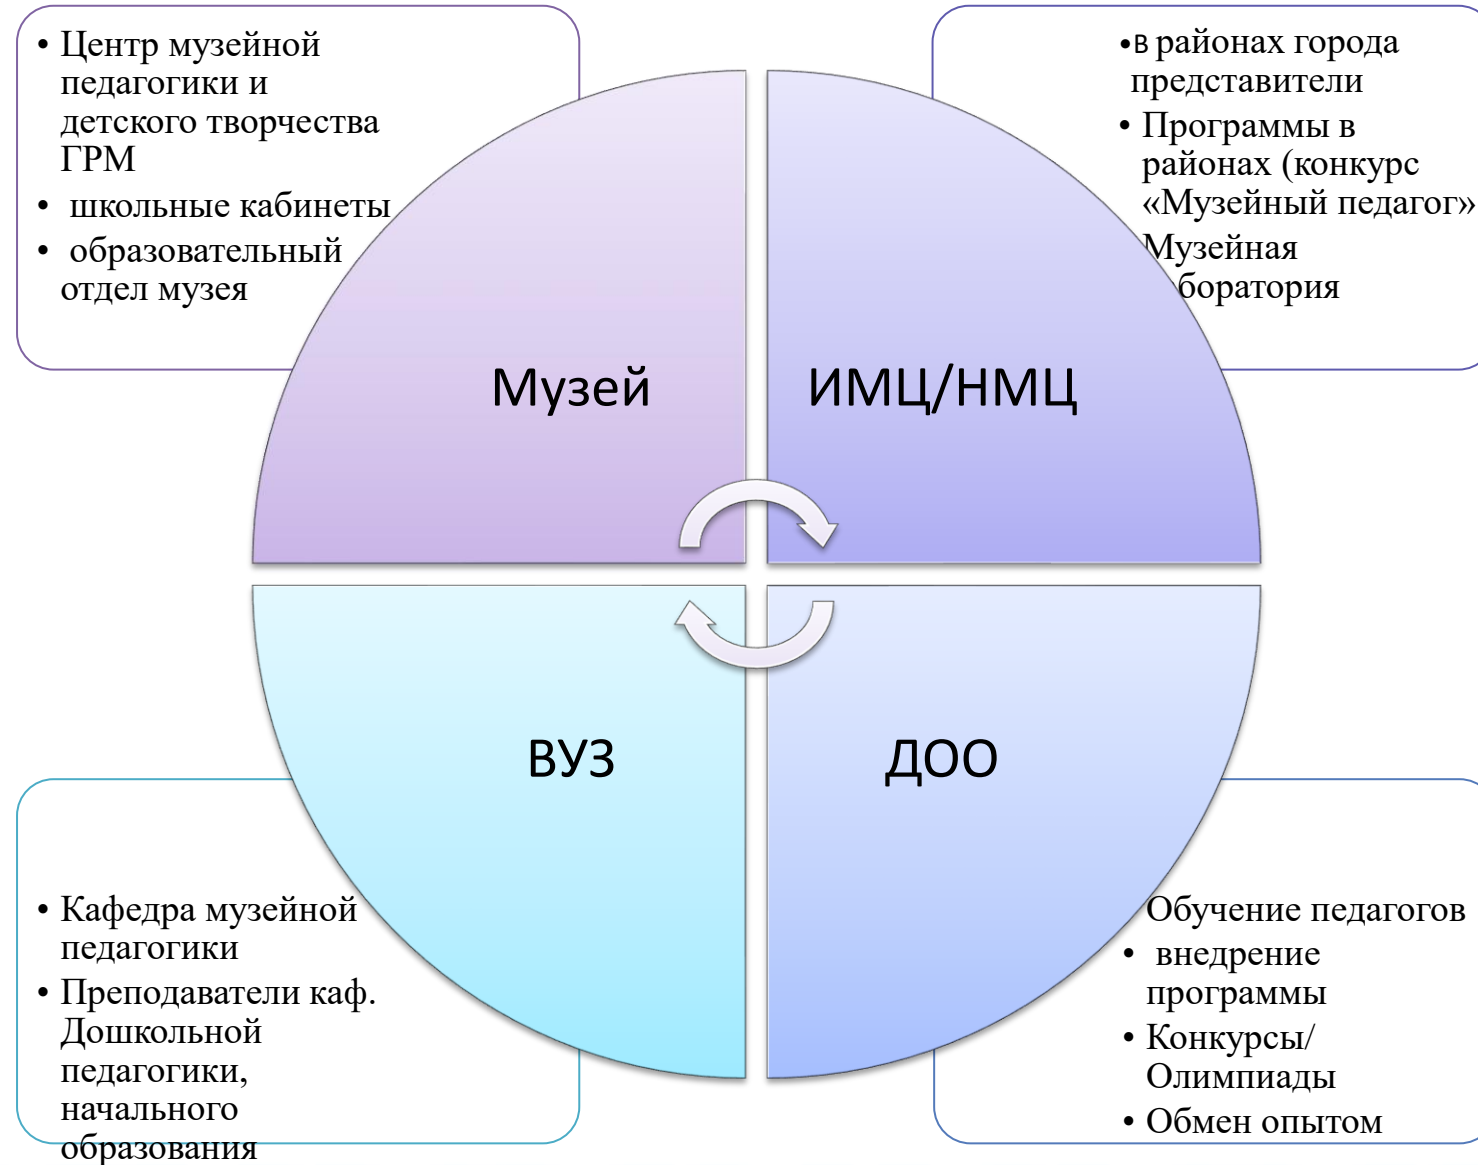 • Центр музейной
педагогики и
детского творчества
ГРМ
• школьные кабинеты
• образовательный
отдел музея
•в районах города
представители
• Программы в
районах (конкурс
«Музейный педагог»
Музейная
боратория
Музей
ИМЦ/НМЦ
ВУЗ
ДОО
• Кафедра музейной
педагогики
• Преподаватели каф.
Дошкольной
педагогики,
начального
образования
Обучение педагогов
• внедрение
программы
• Конкурсы/
Олимпиады
• Обмен опытом